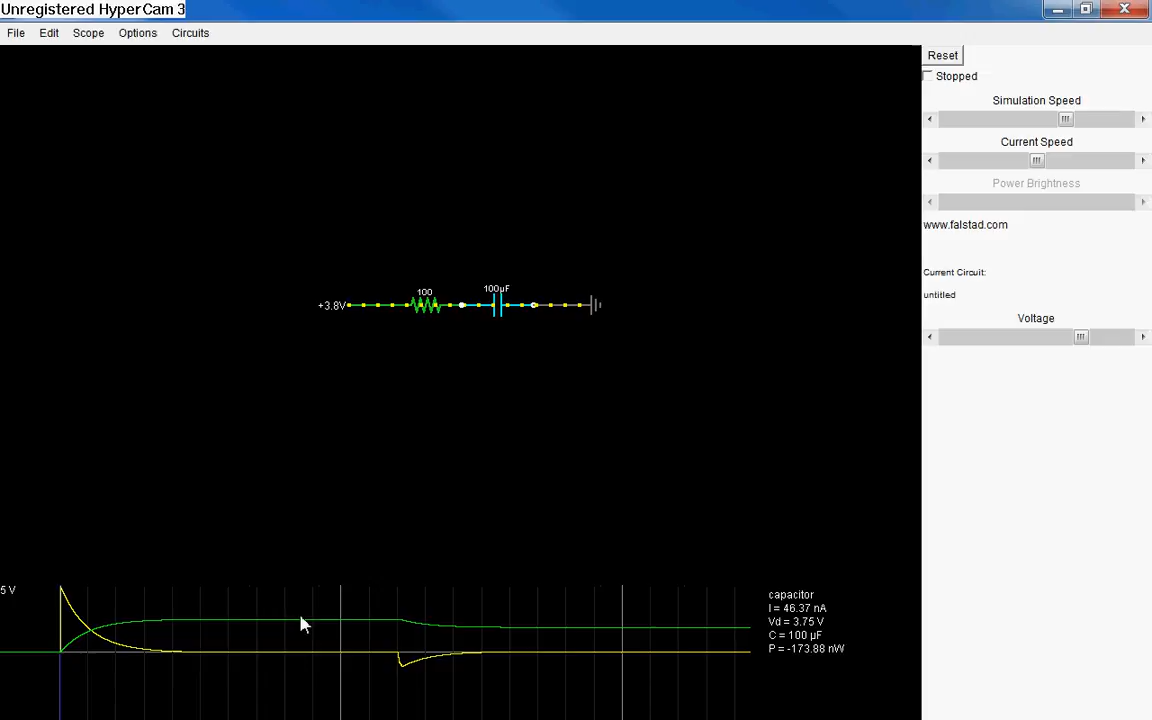 Unregistered HyperCam 3
File Edit Scope Options Circuits
Reset
Stopped
Simulation Speed
Current Speed
Power Brightness
www.falstad.com
Current Circuit:
untitled
Voltage
100
100µF
+3.8V
5 V
capacitor
I = 46.37 nA
Vd = 3.75 V
C = 100 µF
P = -173.88 nW